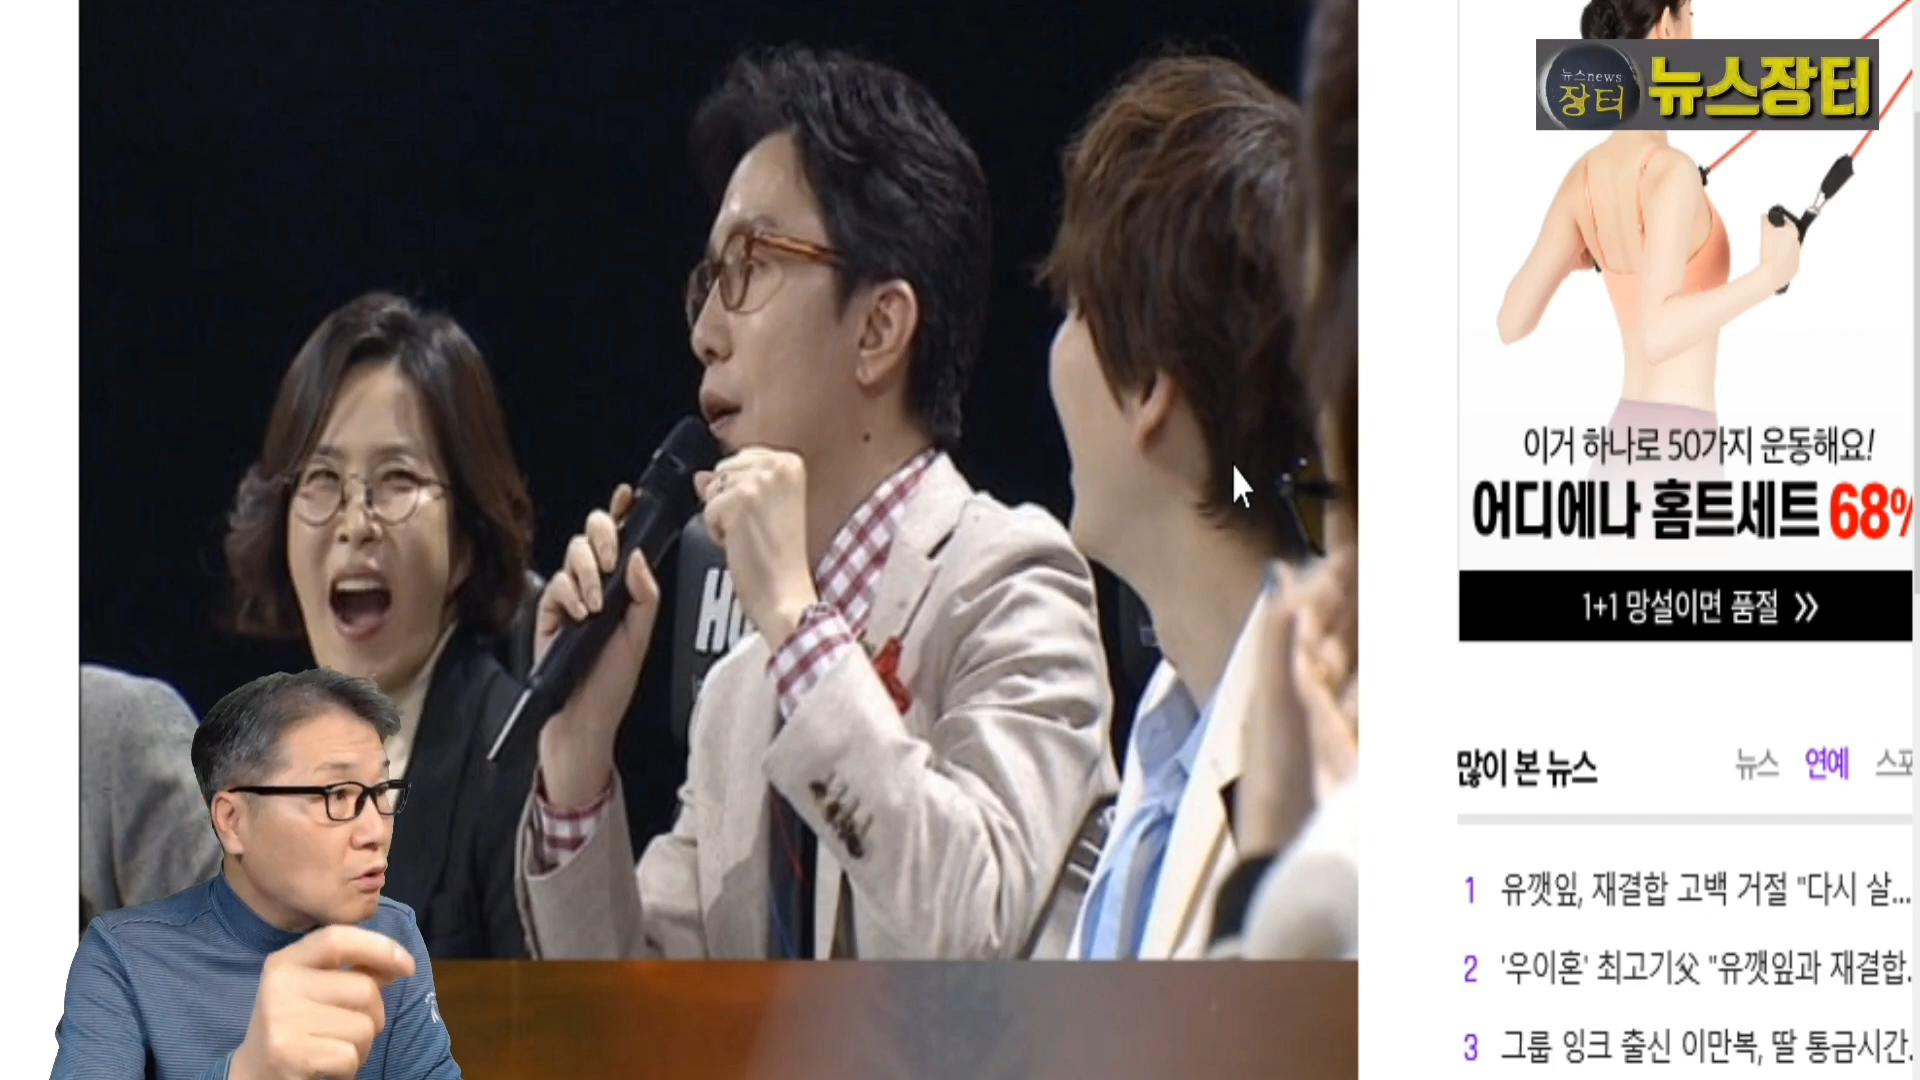 뉴스news
장터
뉴스장터
이거 하나로 50가지 운동해요!
어디에나 홈트세트 68%
1+1 망설이면 품절 »
많이 본 뉴스
뉴스 연예 스포
1 유깻잎, 재결합 고백 거절 "다시 살...
2 '우이혼' 최고기父 "유깻잎과 재결합.
3 그룹 잉크 출신 이만복, 딸 통금시간.